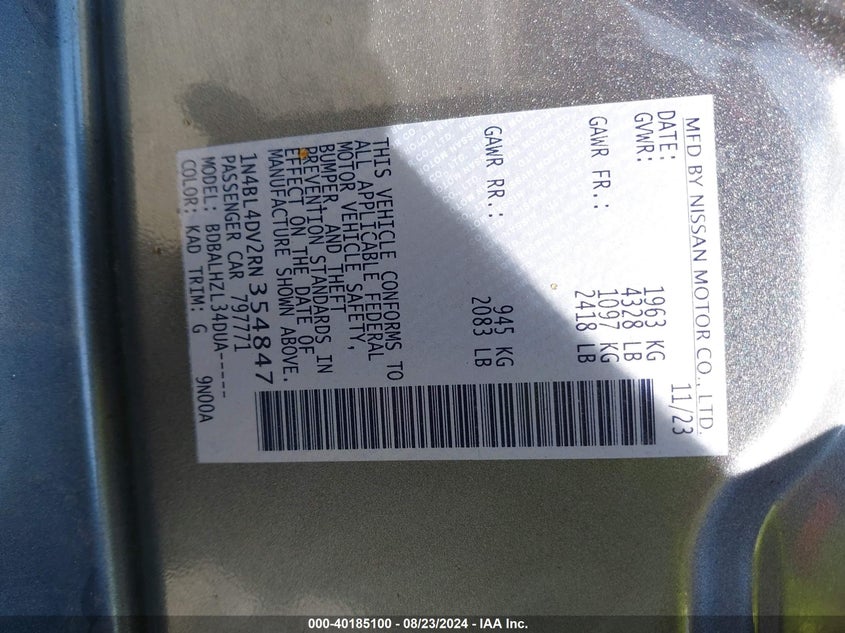 MFD BY NISSAN MOTOR CO., LTD.
DATE: 11/23
GVWR: 1963 KG
4328 LB
GAWR FR.: 1097 KG
2418 LB
GAWR RR.: 945 KG
2083 LB
THIS VEHICLE CONFORMS TO
ALL APPLICABLE FEDERAL
MOTOR VEHICLE SAFETY,
BUMPER, AND THEFT
PREVENTION STANDARDS IN
EFFECT ON THE DATE OF
MANUFACTURE SHOWN ABOVE.
1N4BL4DV2RN354847
PASSENGER CAR 797771
MODEL: BDBALHZL34DUA-----
COLOR: KAD TRIM: G 9N00A
000-40185100 - 08/23/2024 - IAA Inc.